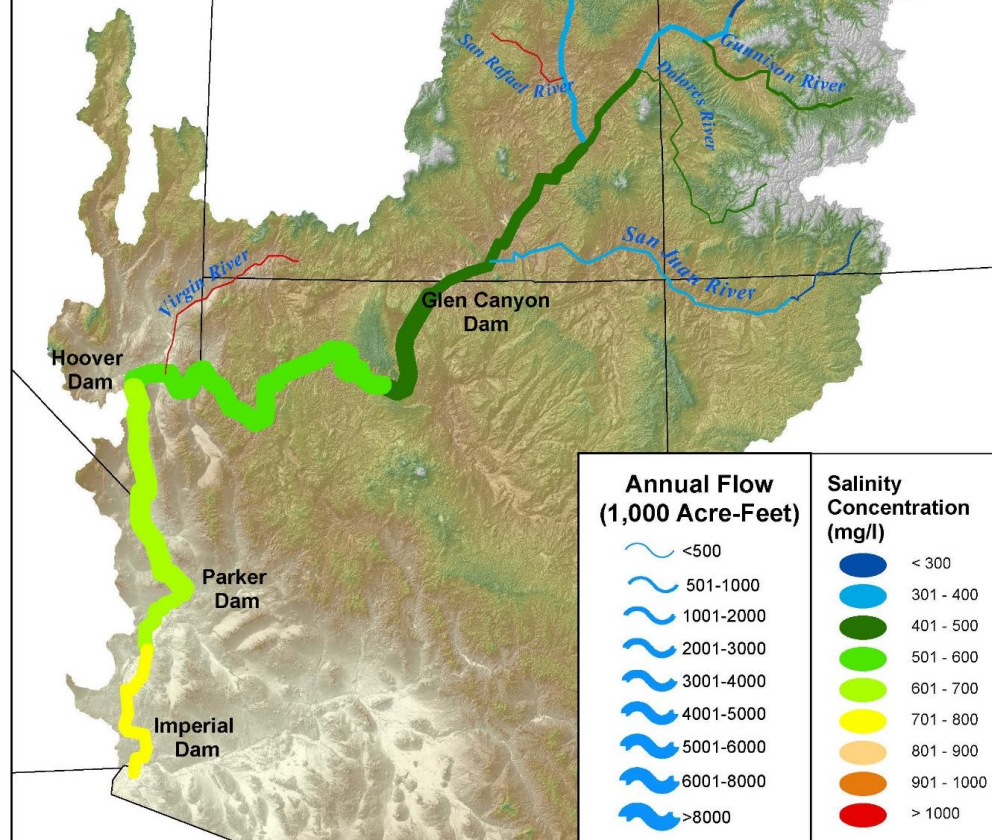 San Rafael River
Gunnison River
Dolores River
San Juan River
Virgin River
Glen Canyon
Dam
Hoover
Dam
Parker
Dam
Imperial
Dam
Annual Flow
(1,000 Acre-Feet)
<500
501-1000
1001-2000
2001-3000
3001-4000
4001-5000
5001-6000
6001-8000
>8000
Salinity
Concentration
(mg/l)
< 300
301 - 400
401 - 500
501 - 600
601 - 700
701 - 800
801 - 900
901 - 1000
> 1000